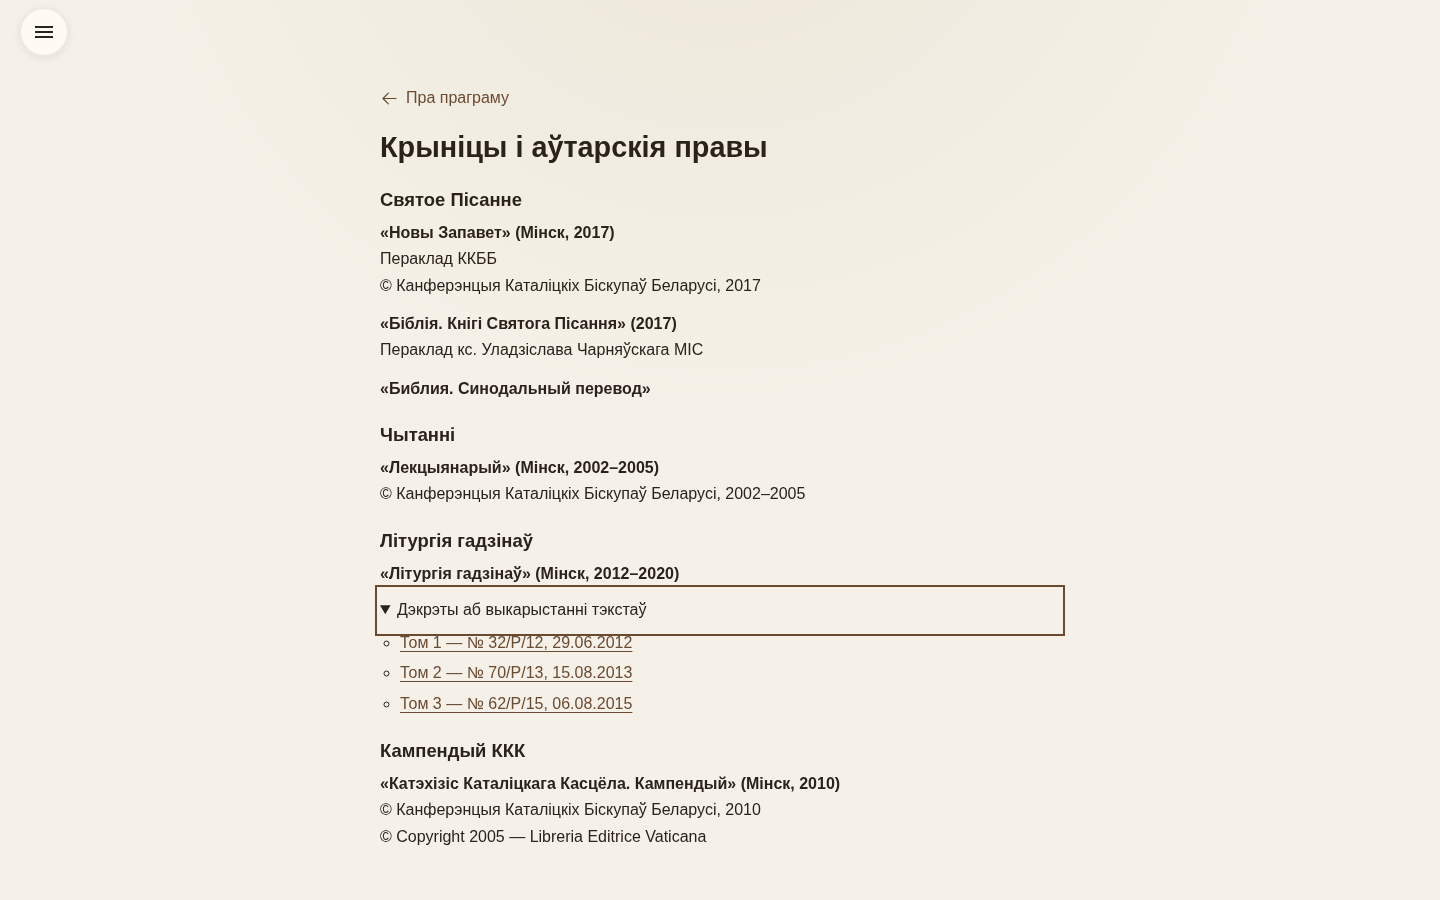 Пра праграму
Крыніцы і аўтарскія правы
Святое Пісанне
«Новы Запавет» (Мінск, 2017)
Пераклад ККББ
© Канферэнцыя Каталіцкіх Біскупаў Беларусі, 2017
«Біблія. Кнігі Святога Пісання» (2017)
Пераклад кс. Уладзіслава Чарняўскага MIC
«Библия. Синодальный перевод»
Чытанні
«Лекцыянарый» (Мінск, 2002–2005)
© Канферэнцыя Каталіцкіх Біскупаў Беларусі, 2002–2005
Літургія гадзінаў
«Літургія гадзінаў» (Мінск, 2012–2020)
Дэкрэты аб выкарыстанні тэкстаў
Том 1 — № 32/P/12, 29.06.2012
Том 2 — № 70/P/13, 15.08.2013
Том 3 — № 62/P/15, 06.08.2015
Кампендый ККК
«Катэхізіс Каталіцкага Касцёла. Кампендый» (Мінск, 2010)
© Канферэнцыя Каталіцкіх Біскупаў Беларусі, 2010
© Copyright 2005 — Libreria Editrice Vaticana